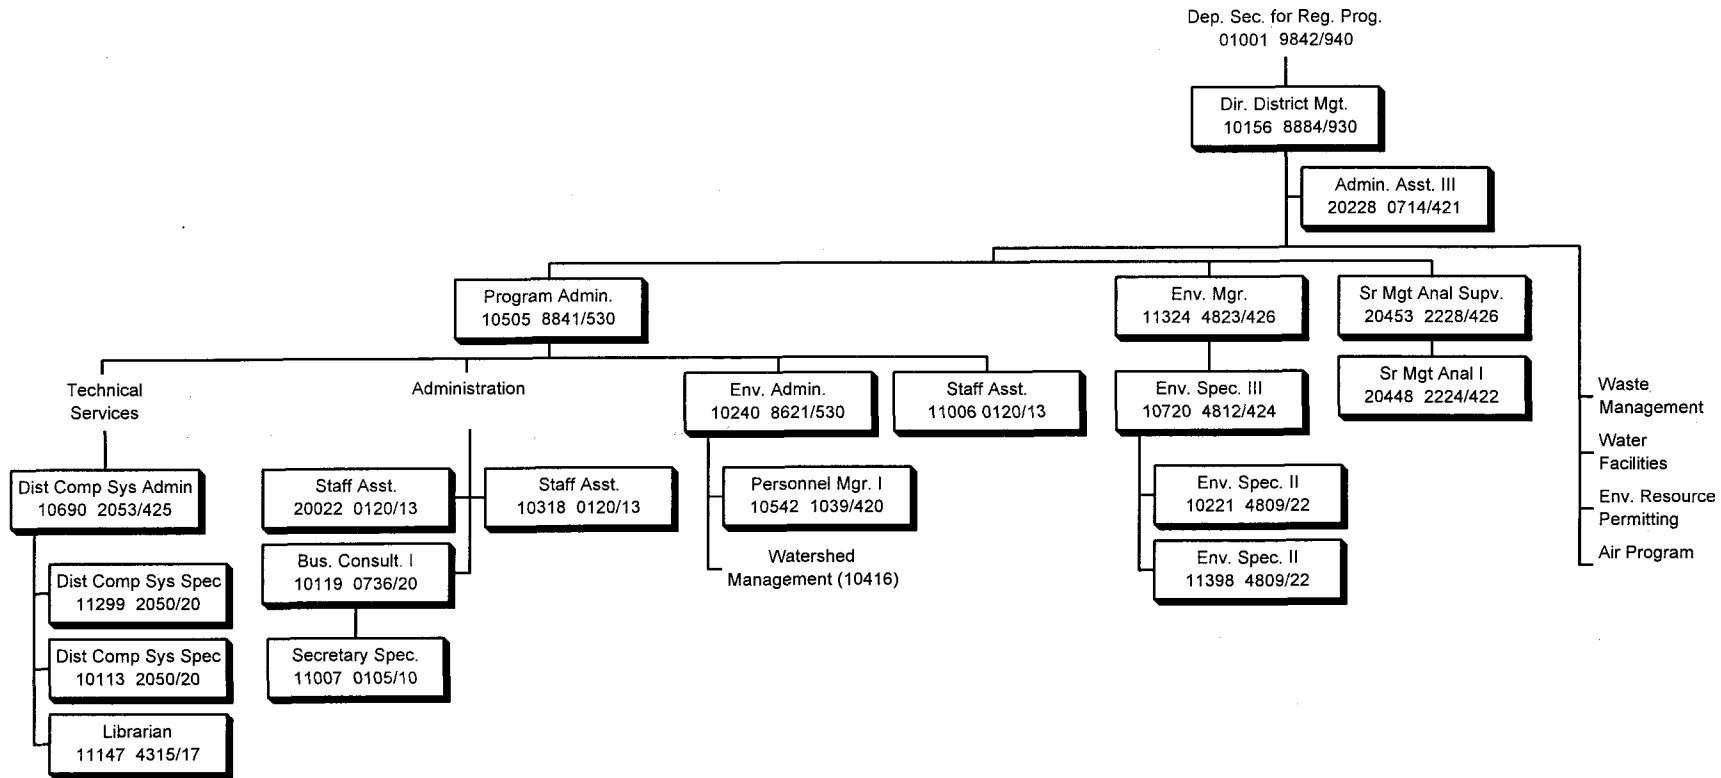 Dep. Sec. for Reg. Prog.
01001 9842/940
Dir. District Mgt.
10156 8884/930
Admin. Asst. III
20228 0714/421
Program Admin.
10505 8841/530
Env. Mgr.
11324 4823/426
Sr Mgt Anal Supv.
20453 2228/426
Technical
Services
Administration
Env. Admin.
10240 8621/530
Staff Asst.
11006 0120/13
Env. Spec. III
10720 4812/424
Sr Mgt Anal I
20448 2224/422
Waste
Management
Water
Facilities
Env. Resource
Permitting
Air Program
Dist Comp Sys Admin
10690 2053/425
Staff Asst.
20022 0120/13
Staff Asst.
10318 0120/13
Personnel Mgr. I
10542 1039/420
Env. Spec. II
10221 4809/22
Bus. Consult. I
10119 0736/20
Watershed
Management (10416)
Env. Spec. II
11398 4809/22
Dist Comp Sys Spec
11299 2050/20
Dist Comp Sys Spec
10113 2050/20
Secretary Spec.
11007 0105/10
Librarian
11147 4315/17